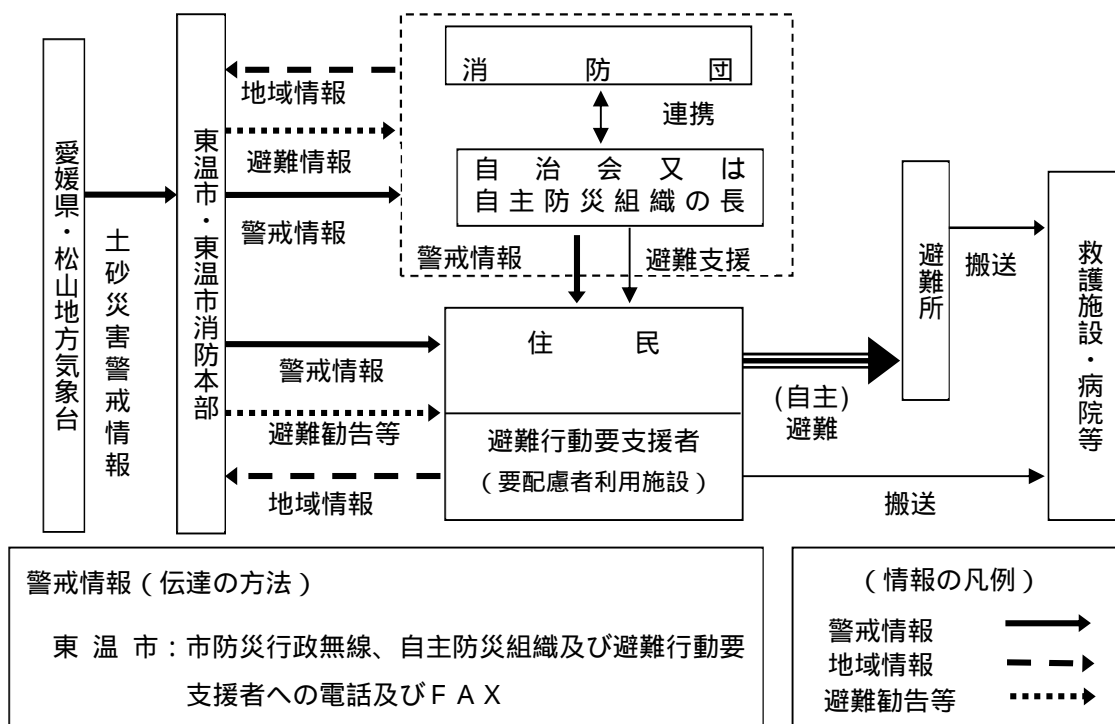 愛媛県・松山地方気象台
土砂災害警戒情報
東温市・東温市消防本部
地域情報
避難情報
警戒情報
消防団
連携
自治会又は
自主防災組織の長
警戒情報
避難支援
警戒情報
避難勧告等
地域情報
住民
避難行動要支援者
(要配慮者利用施設)
(自主)
避難
避難所
搬送
搬送
救護施設・病院等
警戒情報(伝達の方法)
東温市:市防災行政無線、自主防災組織及び避難行動要
支援者への電話及びFAX
(情報の凡例)
警戒情報
地域情報
避難勧告等